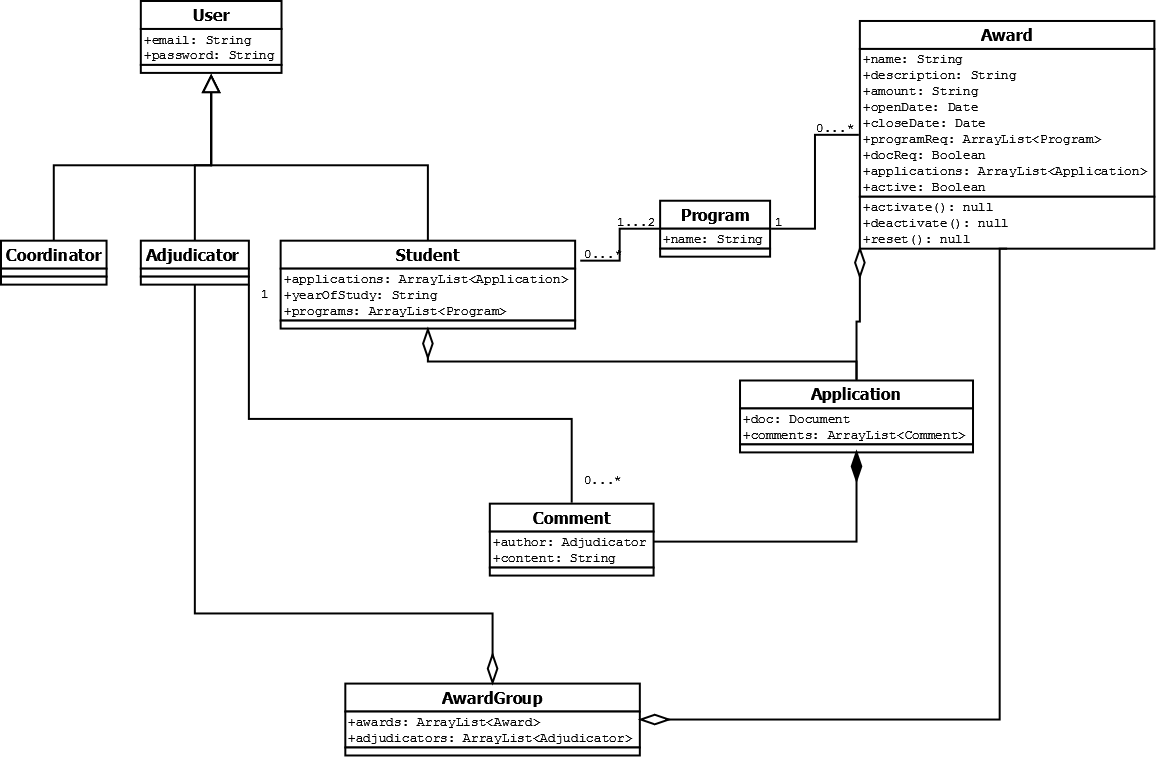 User
+email: String
+password: String
Award
+name: String
+description: String
+amount: String
+openDate: Date
+closeDate: Date
+programReq: ArrayList<Program>
+docReq: Boolean
+applications: ArrayList<Application>
+active: Boolean
+activate(): null
+deactivate(): null
+reset(): null
0...*
Program
+name: String
1...2
1
0...*
Coordinator
Adjudicator
Student
+applications: ArrayList<Application>
+yearOfStudy: String
+programs: ArrayList<Program>
1
Application
+doc: Document
+comments: ArrayList<Comment>
0...*
Comment
+author: Adjudicator
+content: String
AwardGroup
+awards: ArrayList<Award>
+adjudicators: ArrayList<Adjudicator>